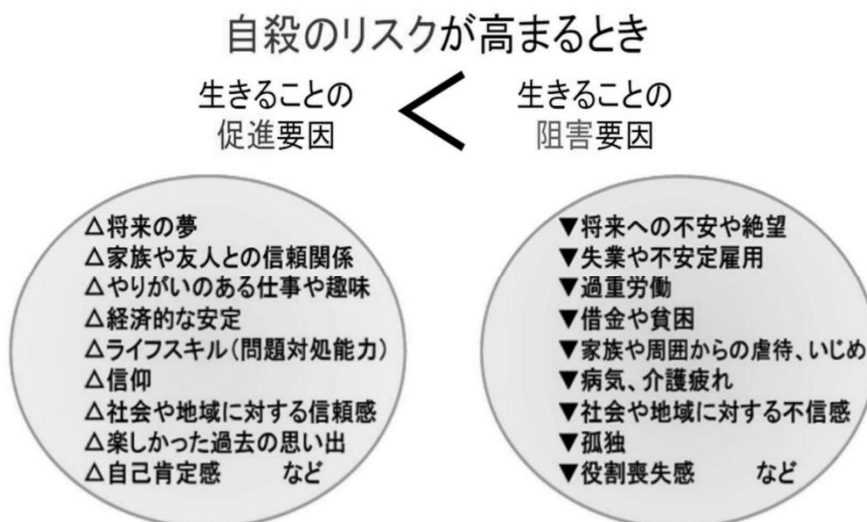 自殺のリスクが高まるとき
生きることの
促進要因
<
生きることの
阻害要因
△将来の夢
△家族や友人との信頼関係
△やりがいのある仕事や趣味
△経済的な安定
△ライフスキル(問題対処能力)
△信仰
△社会や地域に対する信頼感
△楽しかった過去の思い出
△自己肯定感　　など
▼将来への不安や絶望
▼失業や不安定雇用
▼過重労働
▼借金や貧困
▼家族や周囲からの虐待、いじめ
▼病気、介護疲れ
▼社会や地域に対する不信感
▼孤独
▼役割喪失感　　など